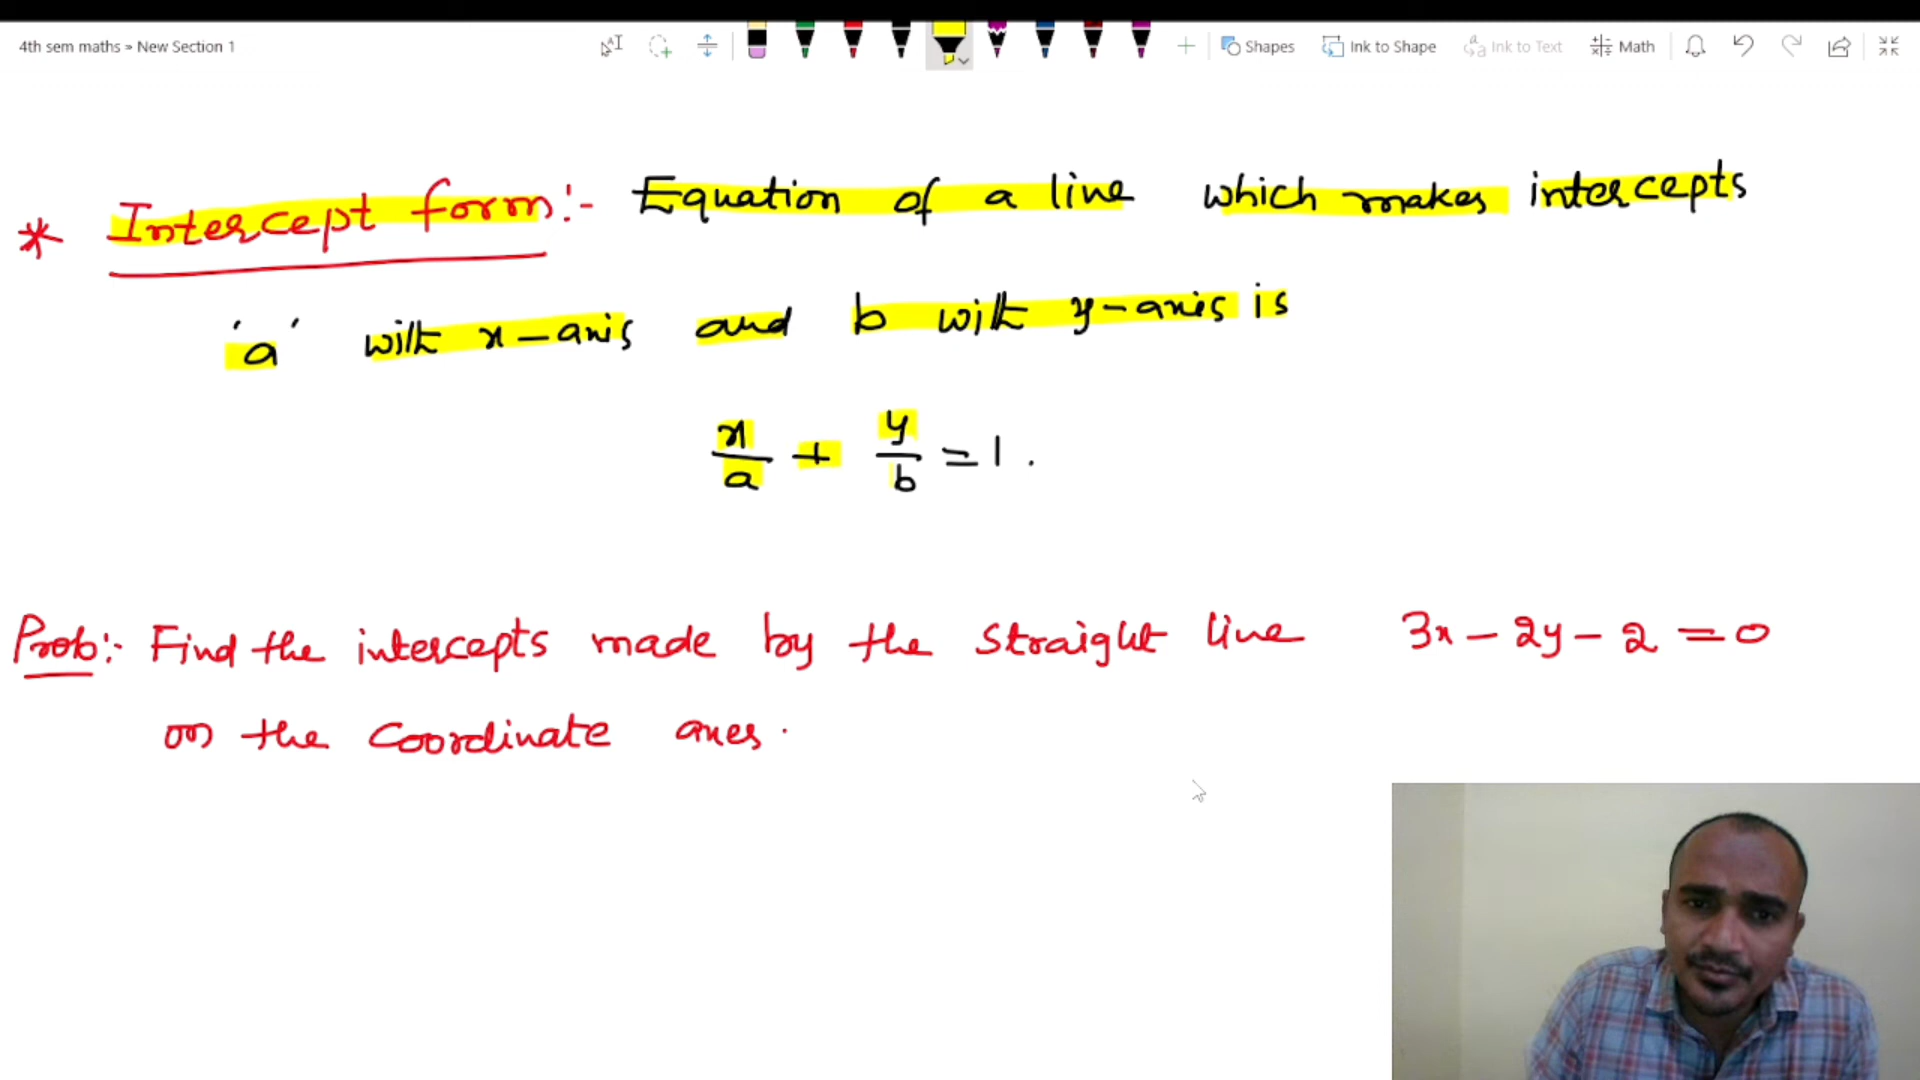 4th sem maths » New Section 1
Shapes Ink to Shape Ink to Text Math
* Intercept form:- Equation of a line which makes intercepts
'a' with x-axis and b with y-axis is
x/a + y/b = 1.
Prob:- Find the intercepts made by the straight line 3x - 2y - 2 = 0
on the coordinate axes.